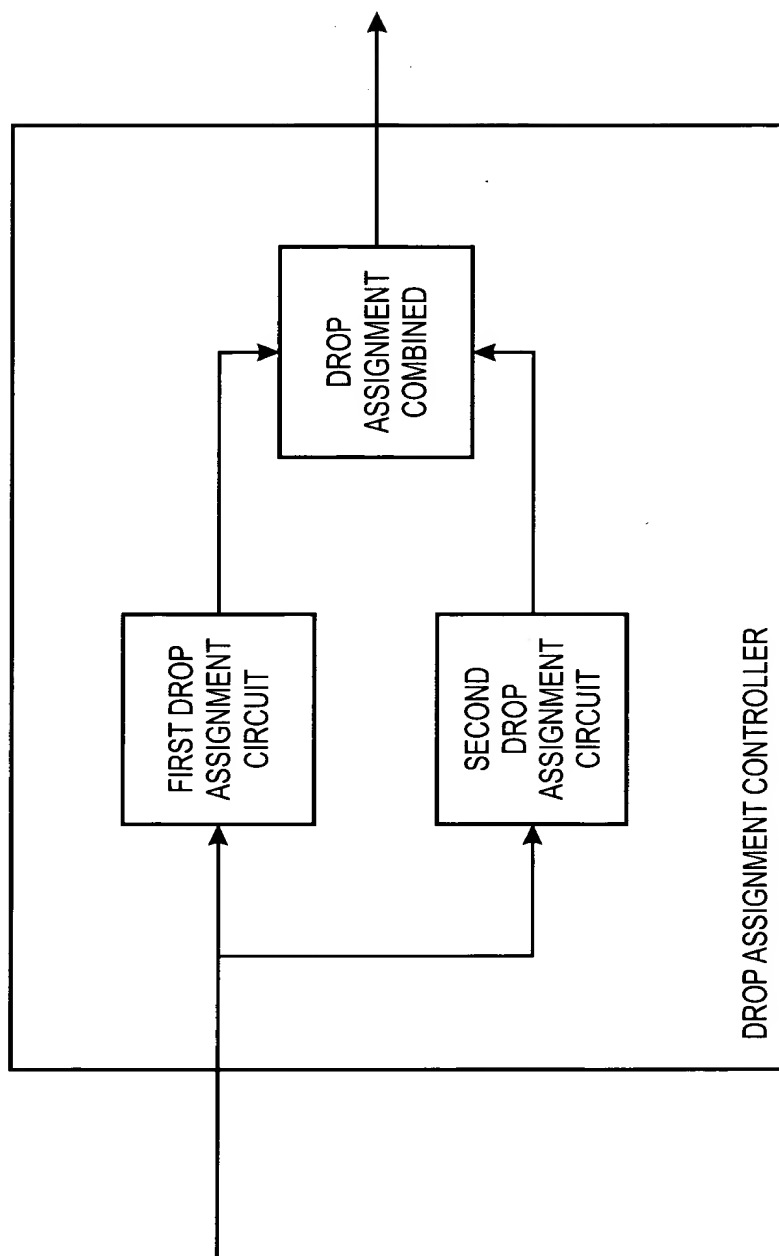 FIRST DROP
ASSIGNMENT
CIRCUIT
SECOND
DROP
ASSIGNMENT
CIRCUIT
DROP
ASSIGNMENT
COMBINED
DROP ASSIGNMENT CONTROLLER